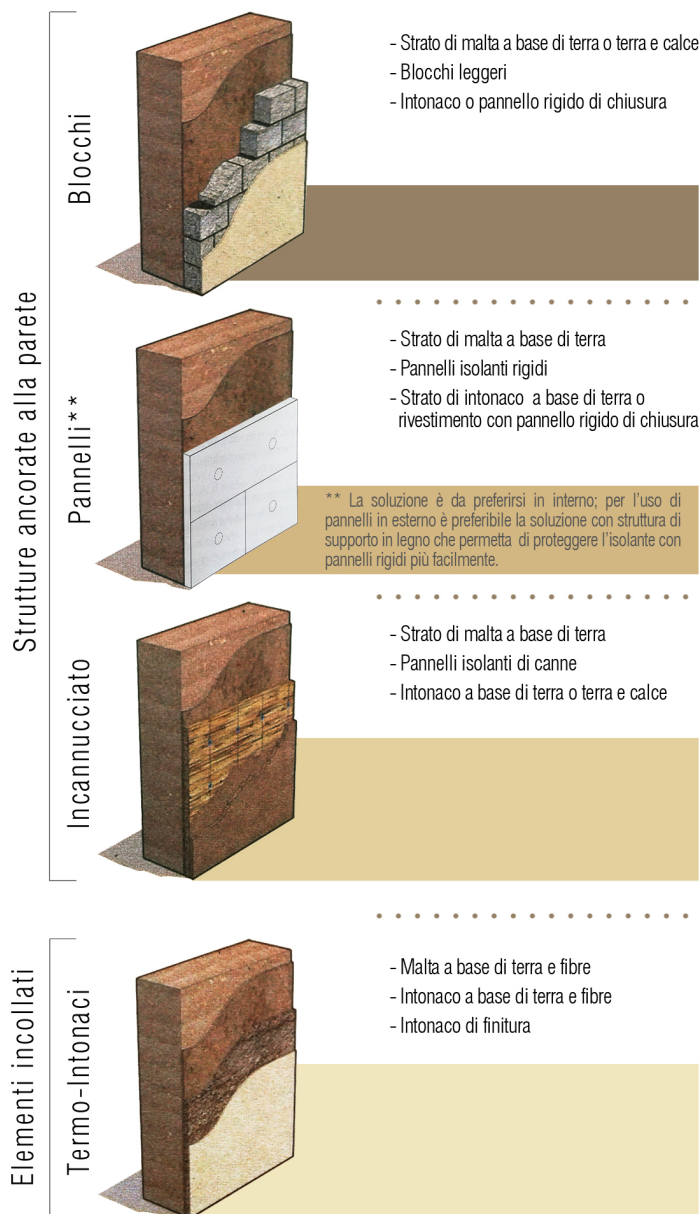 Strutture ancorate alla parete
Blocchi
- Strato di malta a base di terra o terra e calce
- Blocchi leggeri
- Intonaco o pannello rigido di chiusura
Pannelli**
- Strato di malta a base di terra
- Pannelli isolanti rigidi
- Strato di intonaco a base di terra o
rivestimento con pannello rigido di chiusura
** La soluzione è da preferirsi in interno; per l'uso di
pannelli in esterno è preferibile la soluzione con struttura di
supporto in legno che permetta di proteggere l'isolante con
pannelli rigidi più facilmente.
Incannucciato
- Strato di malta a base di terra
- Pannelli isolanti di canne
- Intonaco a base di terra o terra e calce
Elementi incollati
Termo-Intonaci
- Malta a base di terra e fibre
- Intonaco a base di terra e fibre
- Intonaco di finitura